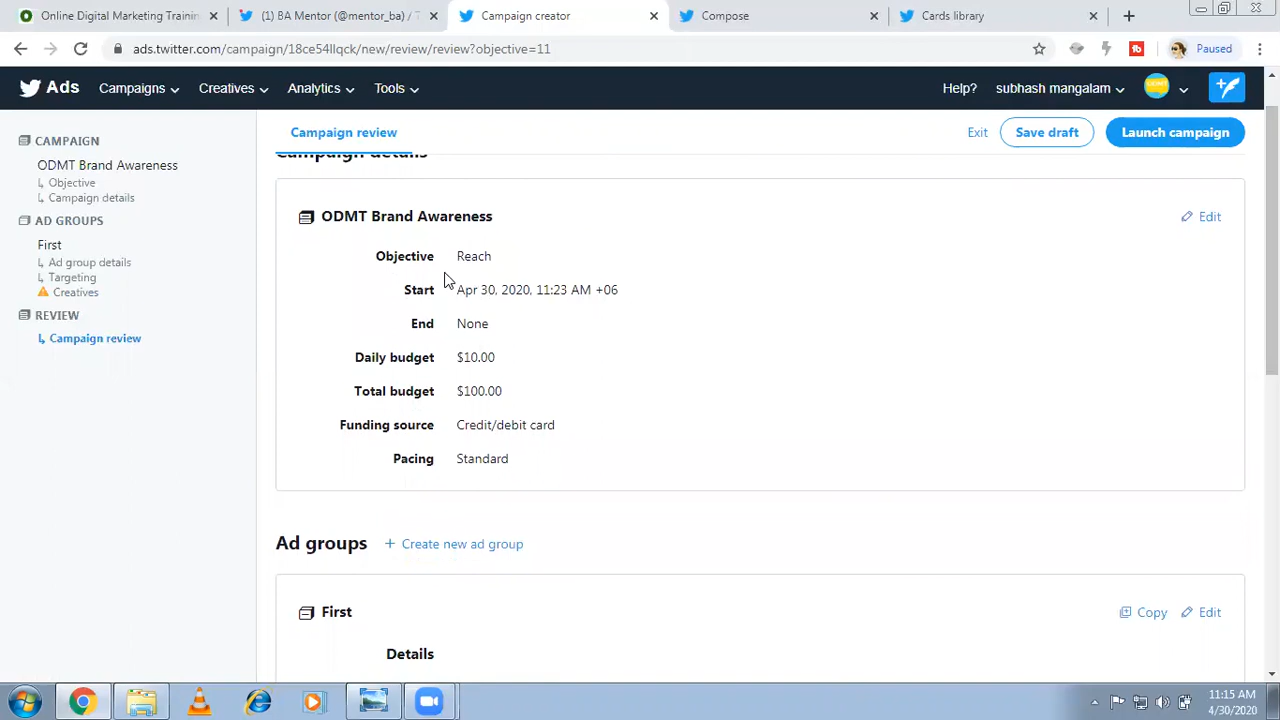 Online Digital Marketing Trainin
(1) BA Mentor (@mentor_ba) / T
Campaign creator
Compose
Cards library
ads.twitter.com/campaign/18ce54llqck/new/review/review?objective=11
Paused
Ads
Campaigns
Creatives
Analytics
Tools
Help?
subhash mangalam
CAMPAIGN
ODMT Brand Awareness
Objective
Campaign details
AD GROUPS
First
Ad group details
Targeting
Creatives
REVIEW
Campaign review
Campaign review
Exit
Save draft
Launch campaign
Campaign details
ODMT Brand Awareness
Edit
Objective Reach
Start Apr 30, 2020, 11:23 AM +06
End None
Daily budget $10.00
Total budget $100.00
Funding source Credit/debit card
Pacing Standard
Ad groups + Create new ad group
First
Copy
Edit
Details
11:15 AM
4/30/2020